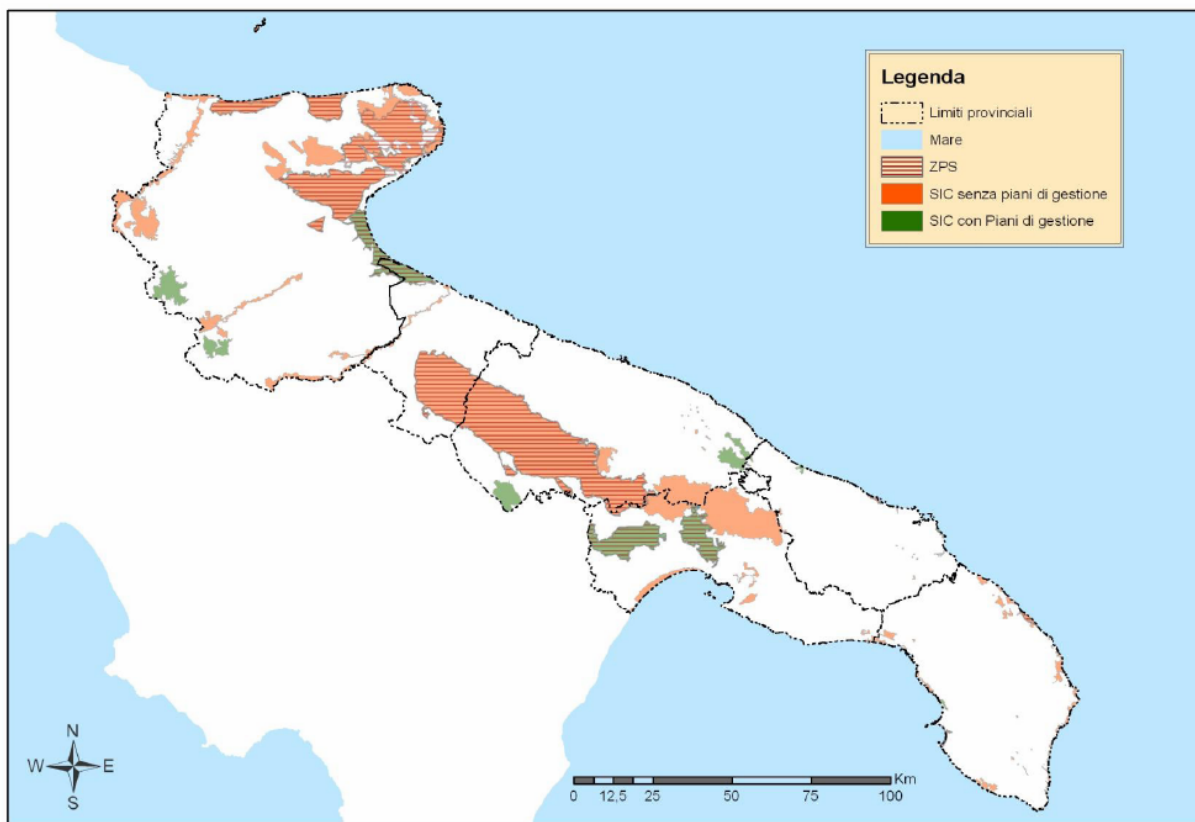 Legenda
Limiti provinciali
Mare
ZPS
SIC senza piani di gestione
SIC con Piani di gestione
N
W E
S
Km
0 12,5 25 50 75 100